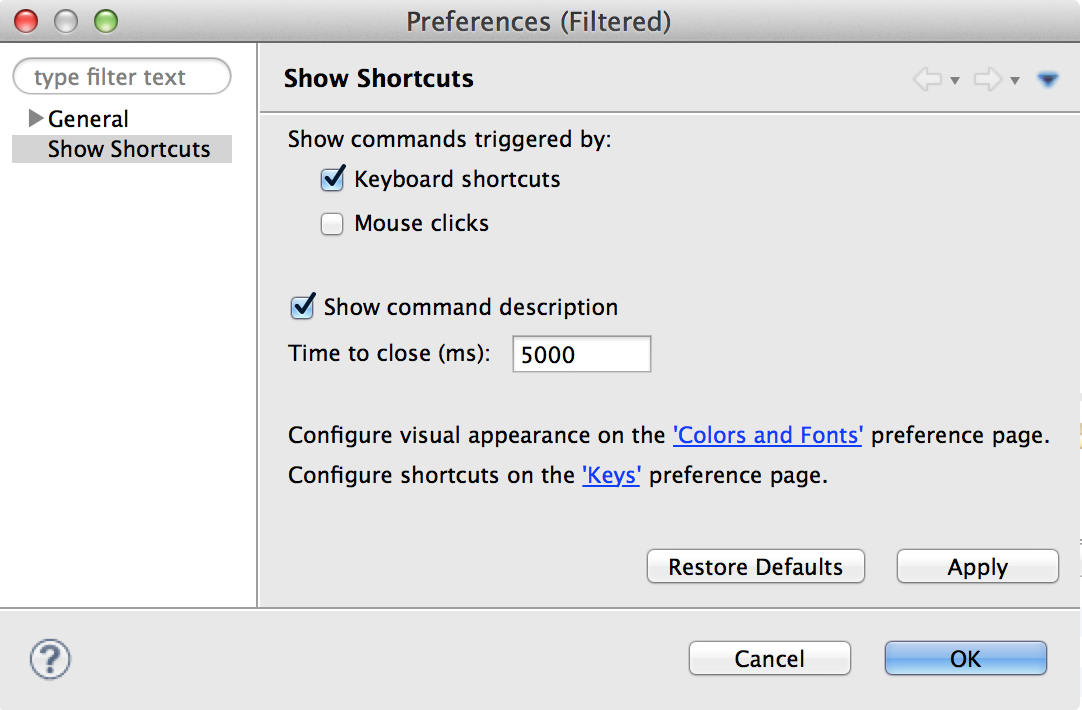 Preferences (Filtered)
type filter text
General
Show Shortcuts
Show Shortcuts
Show commands triggered by:
Keyboard shortcuts
Mouse clicks
Show command description
Time to close (ms): 5000
Configure visual appearance on the 'Colors and Fonts' preference page.
Configure shortcuts on the 'Keys' preference page.
Restore Defaults Apply
? Cancel OK